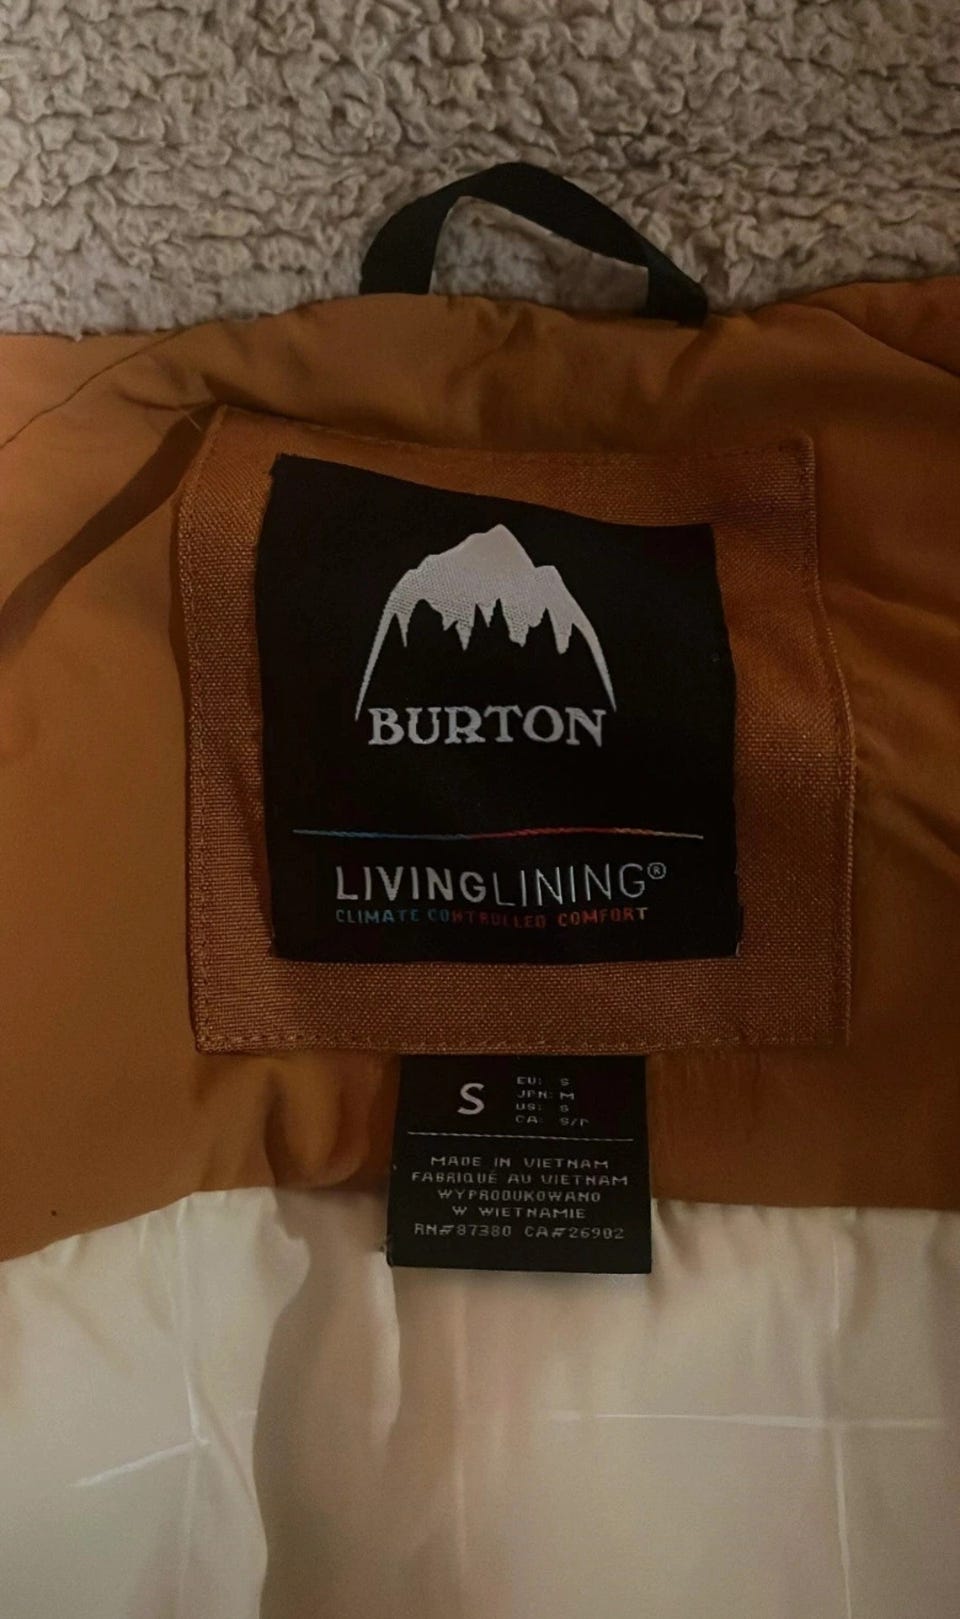 BURTON
LIVINGLINING®
CLIMATE CONTROLLED COMFORT
S
EU: S
JPN: M
US: S
CA: S/P
MADE IN VIETNAM
FABRIQUÉ AU VIETNAM
WYPRODUKOWANO
W WIETNAMIE
RN#87380 CA#26902